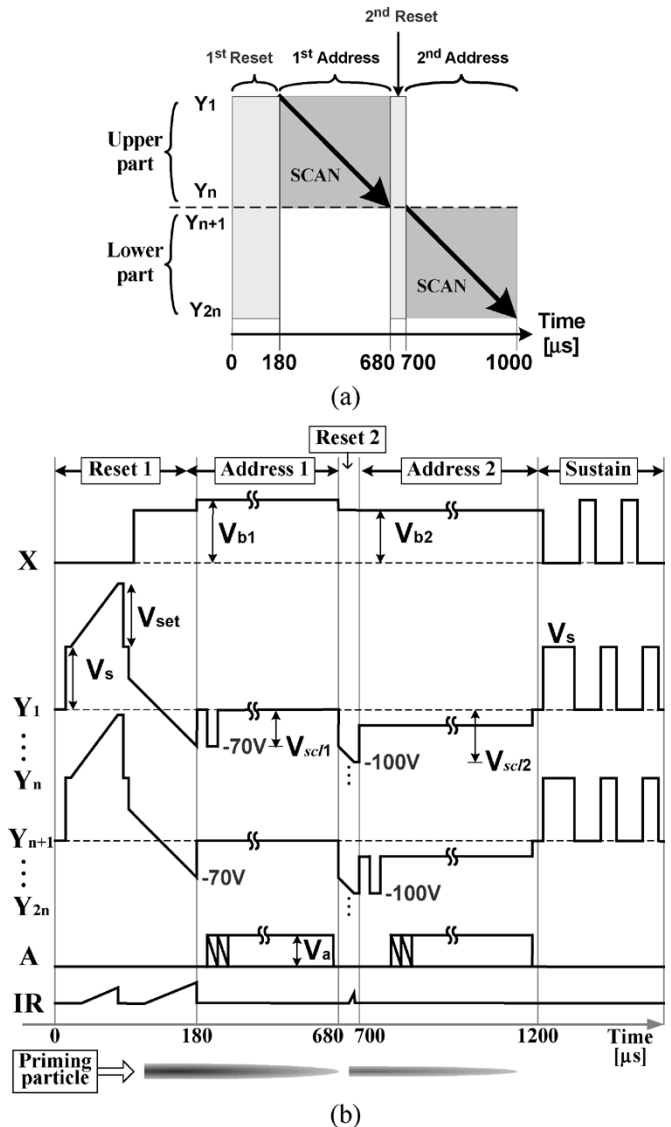 2nd Reset
1st Reset
1st Address
2nd Address
Y1
Upper part
SCAN
Yn
Yn+1
Lower part
SCAN
Y2n
Time [μs]
0 180 680 700 1000
(a)
Reset 2
Reset 1
Address 1
Address 2
Sustain
Vb1
Vb2
X
Vset
Vs
Vs
Y1
-70V
Vscl1
-100V
Vscl2
Yn
Yn+1
-70V
-100V
Y2n
Va
A
IR
0 180 680 700 1200 Time [μs]
Priming particle
(b)